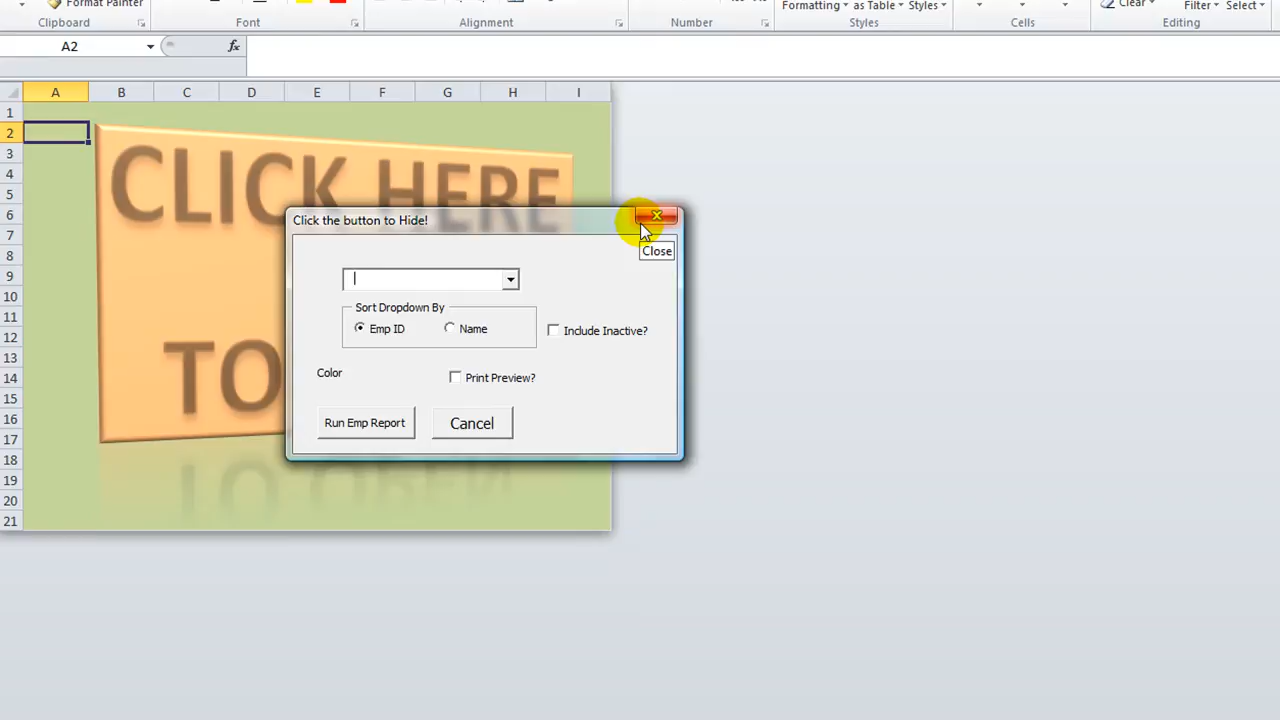 Format Painter
Formatting as Table Styles
Clear
Filter Select
Clipboard Font Alignment Number Styles Cells Editing
A2 fx
A B C D E F G H I
1
2
3
4
5
6
7
8
9
10
11
12
13
14
15
16
17
18
19
20
21
CLICK HERE
TO
Click the button to Hide!
Close
Sort Dropdown By
Emp ID Name
Include Inactive?
Color
Print Preview?
Run Emp Report Cancel